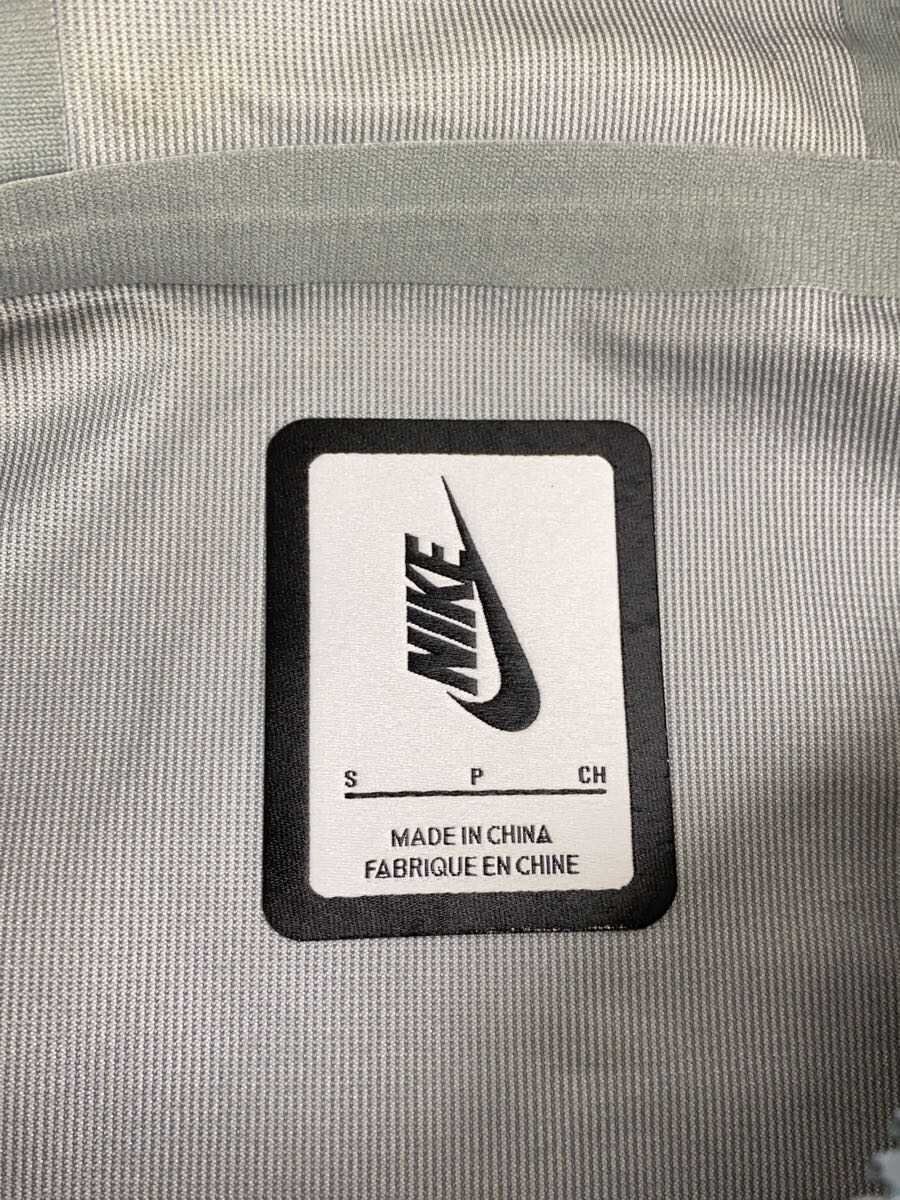 NIKE
S P CH
MADE IN CHINA
FABRIQUE EN CHINE